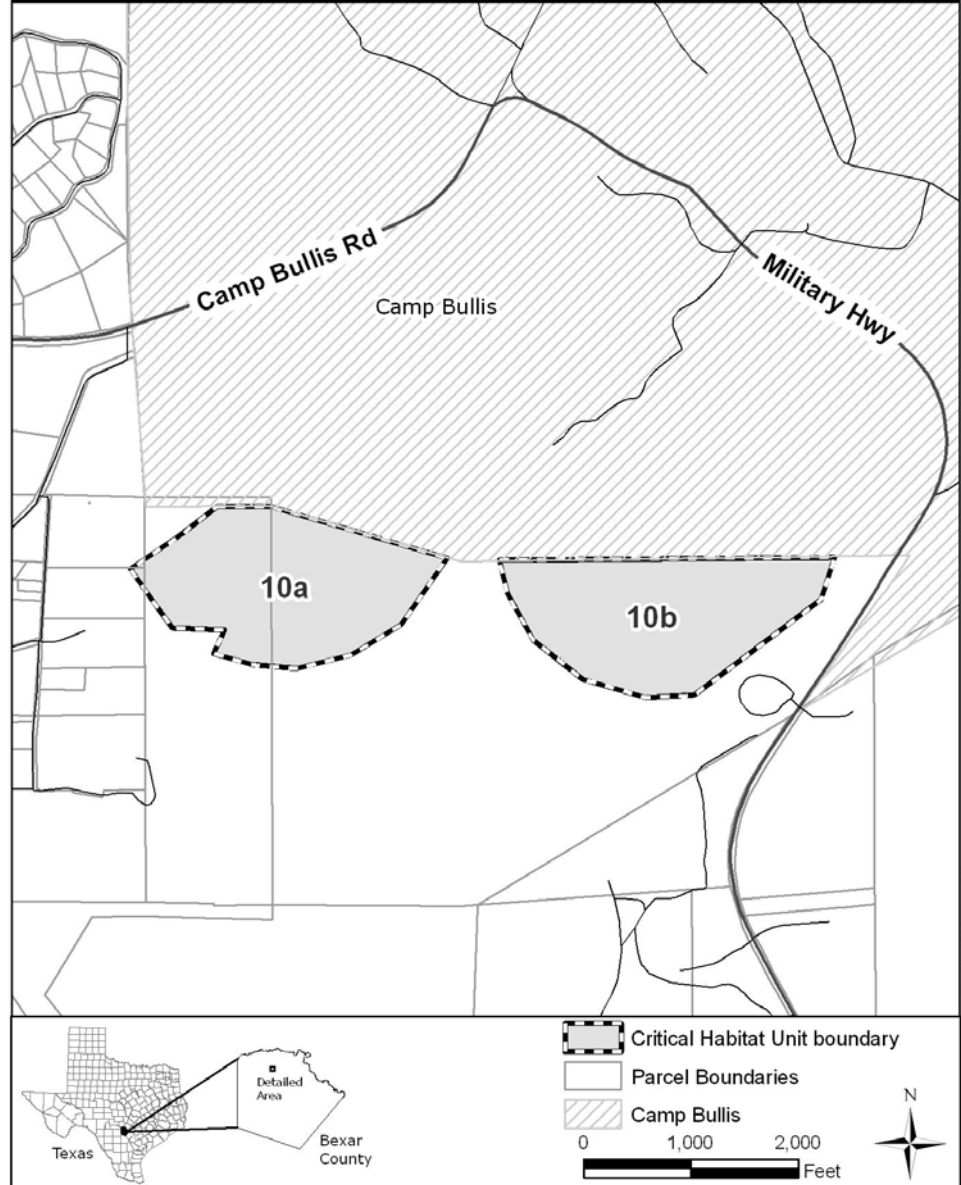 Camp Bullis Rd
Camp Bullis
Military Hwy
10a
10b
Texas
Detailed
Area
Bexar
County
Critical Habitat Unit boundary
Parcel Boundaries
Camp Bullis
0 1,000 2,000
Feet
N